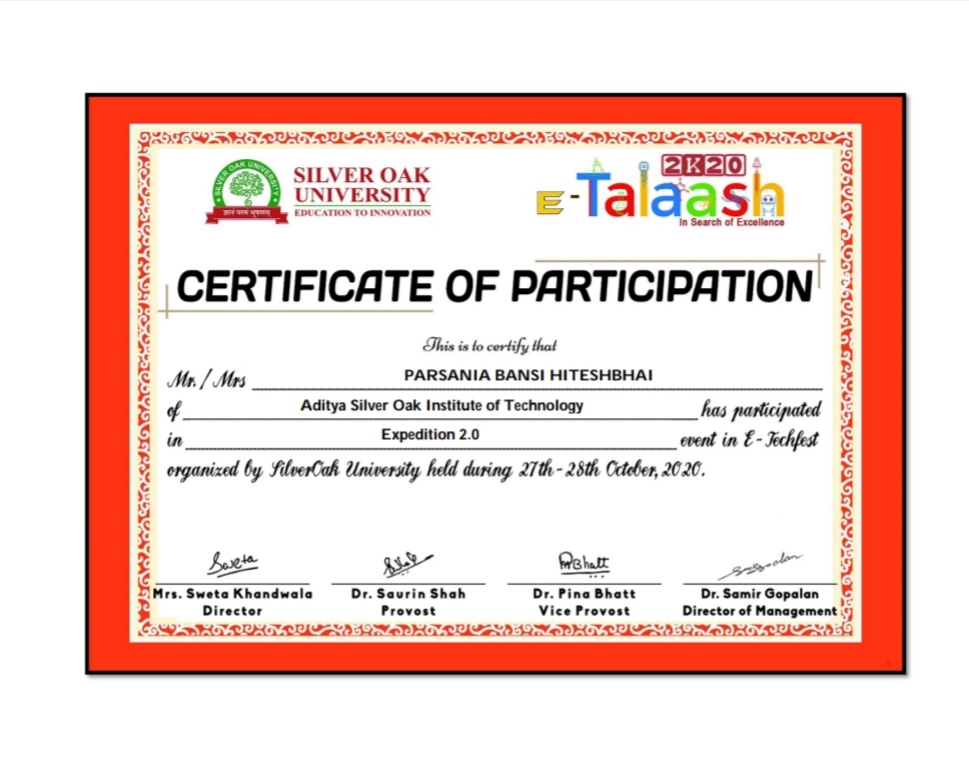 SILVER OAK UNIVERSITY
ज्ञानं परमं भूषणम्
SILVER OAK
UNIVERSITY
EDUCATION TO INNOVATION
2K20
E-Talaash
In Search of Excellence
CERTIFICATE OF PARTICIPATION
This is to certify that
Mr. / Mrs PARSANIA BANSI HITESHBHAI
of Aditya Silver Oak Institute of Technology has participated
in Expedition 2.0 event in E-Techfest
organized by SilverOak University held during 27th-28th October, 2020.
Sweta
PBhatt
Mrs. Sweta Khandwala Dr. Saurin Shah Dr. Pina Bhatt Dr. Samir Gopalan
Director Provost Vice Provost Director of Management